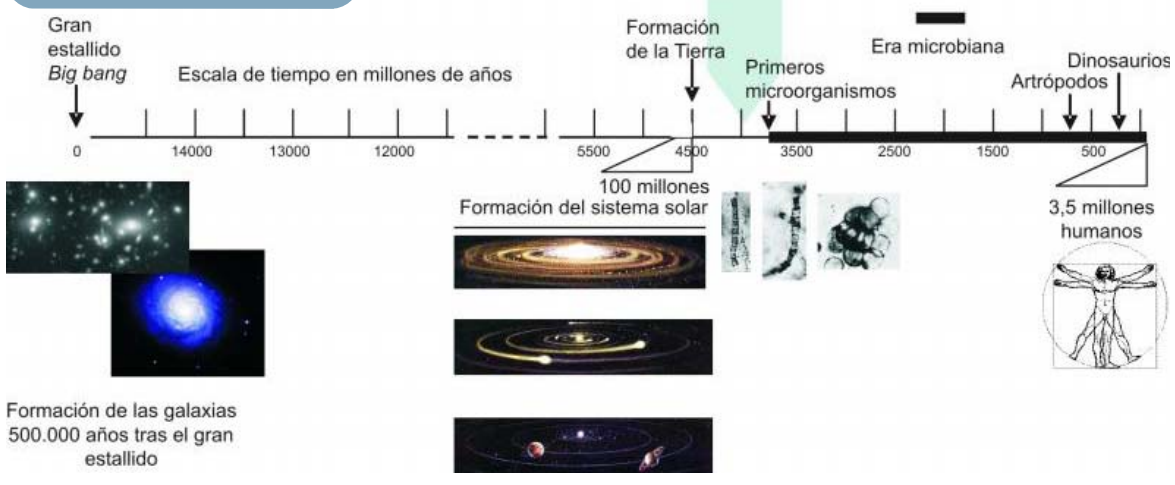 Gran
estallido
Big bang
Escala de tiempo en millones de años
Formación
de la Tierra
Primeros
microorganismos
Era microbiana
Artrópodos
Dinosaurios
0
14000
13000
12000
5500
4500
3500
2500
1500
500
100 millones
Formación del sistema solar
3,5 millones
humanos
Formación de las galaxias
500.000 años tras el gran
estallido